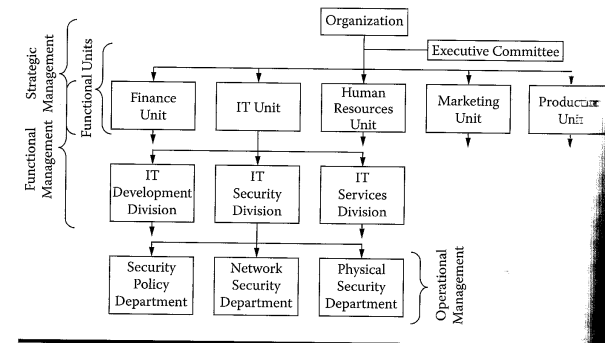 Organization
Executive Committee
Strategic
Management
Functional Units
Finance
Unit
IT Unit
Human
Resources
Unit
Marketing
Unit
Unit
Functional
Management
IT
Development
Division
IT
Security
Division
IT
Services
Division
Security
Policy
Department
Network
Security
Department
Physical
Security
Department
Operational
Management